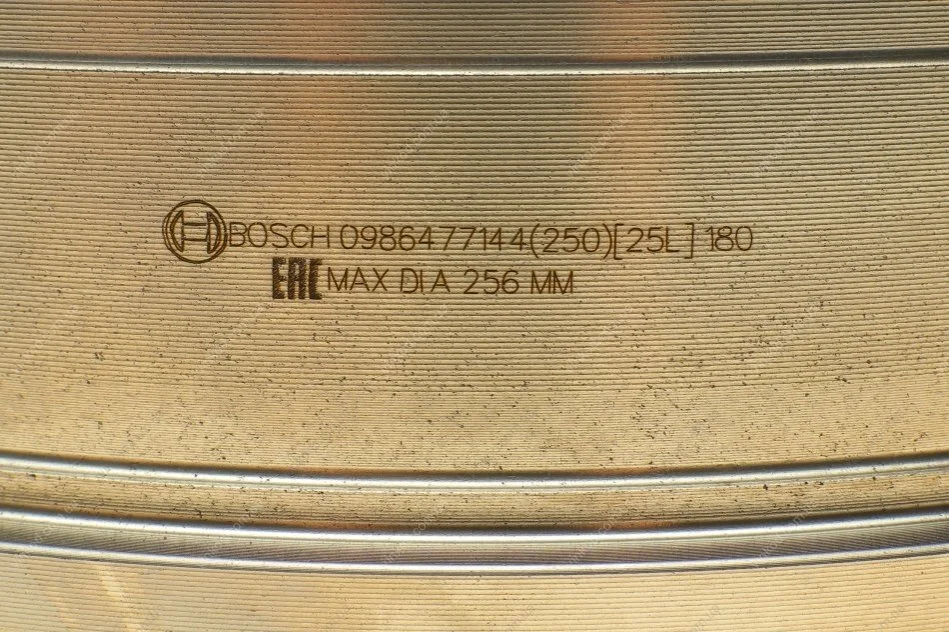 BOSCH 0986477144(250)[25L] 180
EAC MAX DIA 256 MM